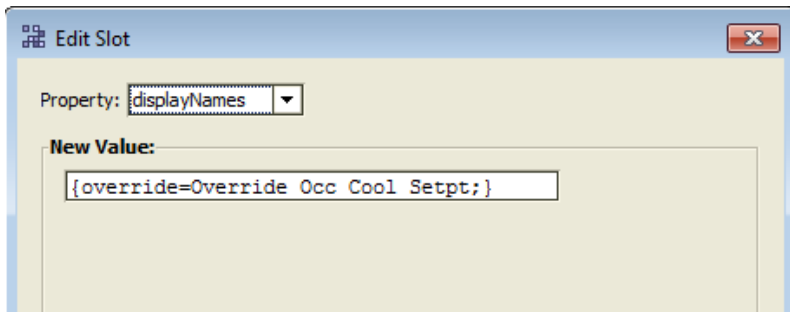 Edit Slot
Property: displayNames
New Value:
{override=Override Occ Cool Setpt;}